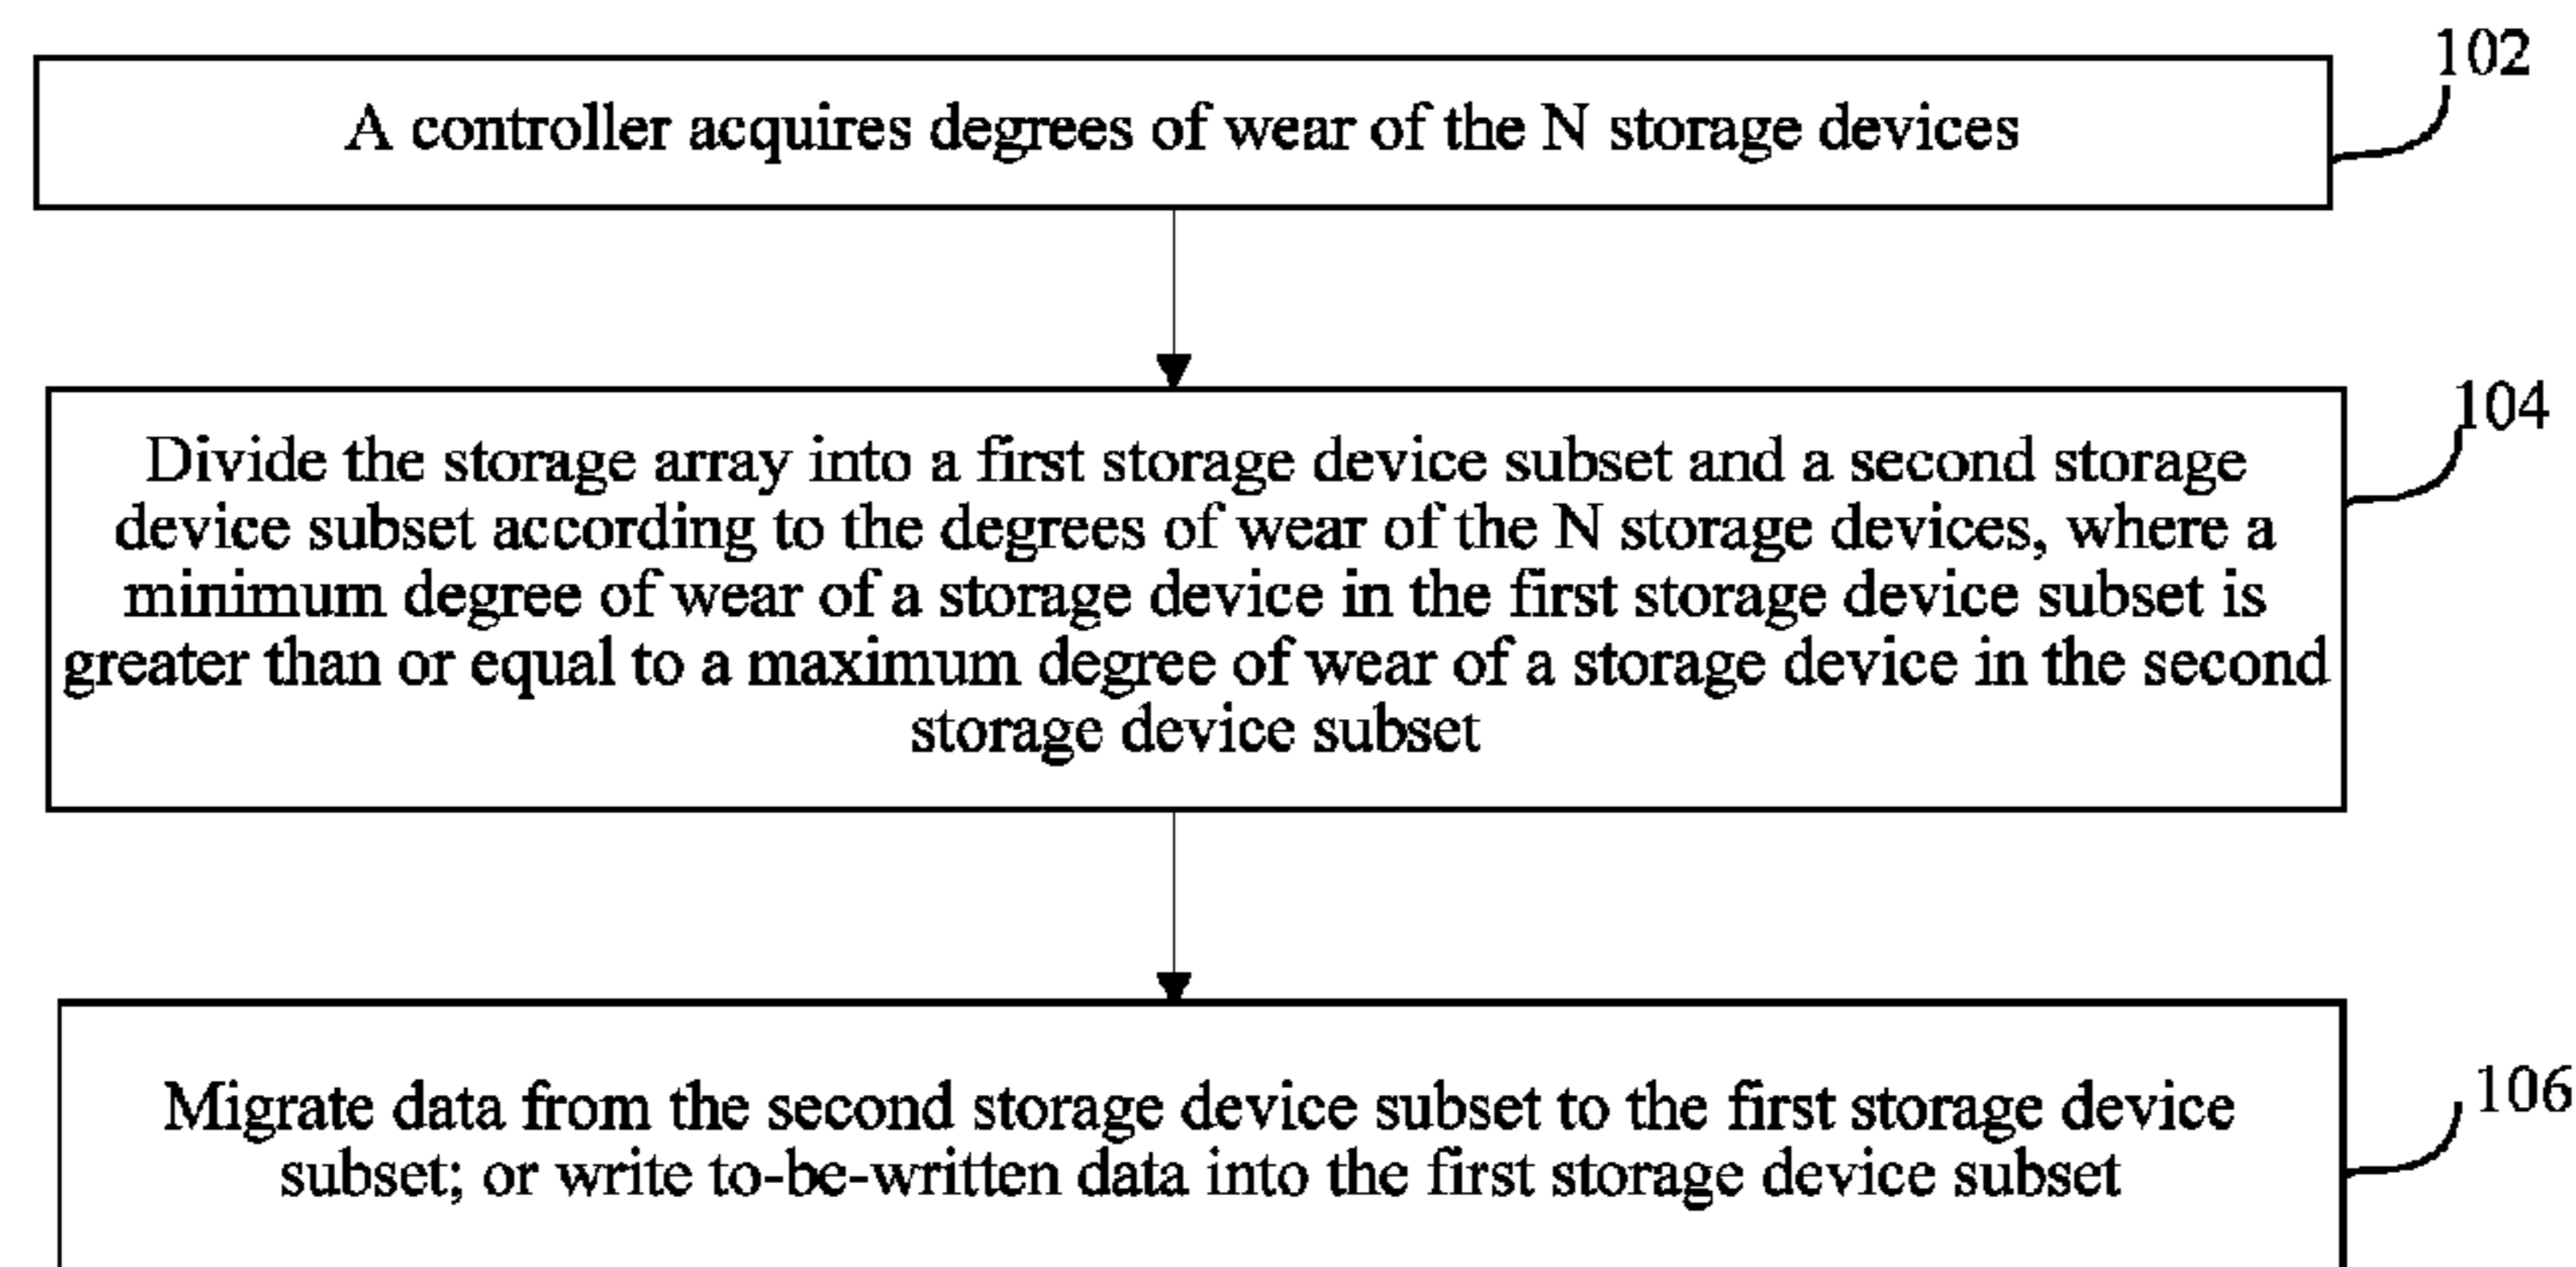 102
A controller acquires degrees of wear of the N storage devices
104
Divide the storage array into a first storage device subset and a second storage
device subset according to the degrees of wear of the N storage devices, where a
minimum degree of wear of a storage device in the first storage device subset is
greater than or equal to a maximum degree of wear of a storage device in the second
storage device subset
106
Migrate data from the second storage device subset to the first storage device
subset; or write to-be-written data into the first storage device subset